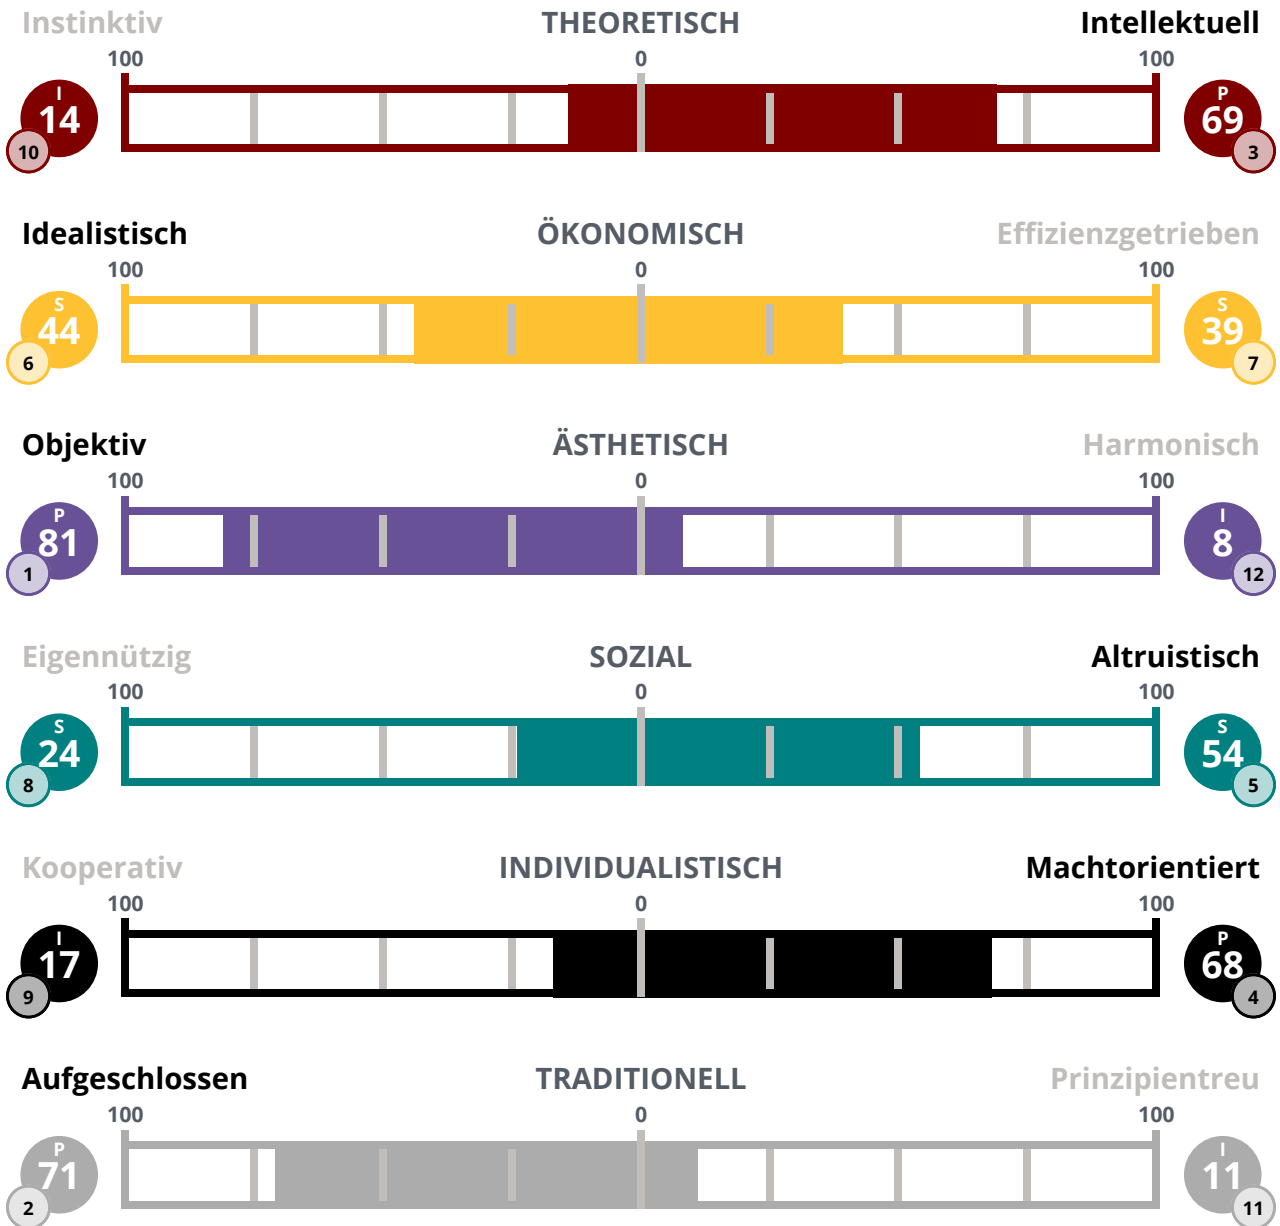 Instinktiv THEORETISCH Intellektuell
100 0 100
I P
14 69
10 3
Idealistisch ÖKONOMISCH Effizienzgetrieben
100 0 100
S S
44 39
6 7
Objektiv ÄSTHETISCH Harmonisch
100 0 100
P I
81 8
1 12
Eigennützig SOZIAL Altruistisch
100 0 100
S S
24 54
8 5
Kooperativ INDIVIDUALISTISCH Machtorientiert
100 0 100
I P
17 68
9 4
Aufgeschlossen TRADITIONELL Prinzipientreu
100 0 100
P I
71 11
2 11